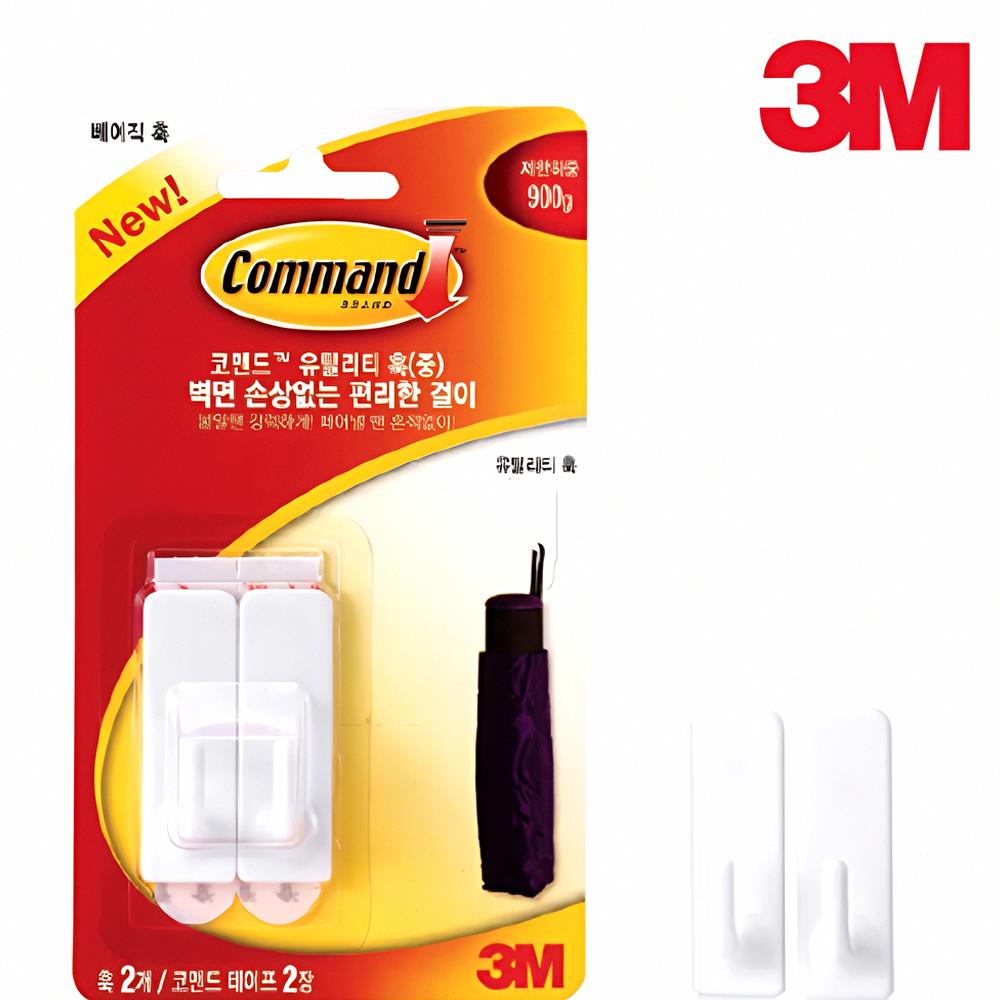 3M
베이직 훅
New!
제한하중
900g
Command
BRAND
코맨드™ 유틸리티 훅(중)
벽면 손상없는 편리한 걸이
유틸리티 훅
훅 2개 / 코맨드 테이프 2장
3M